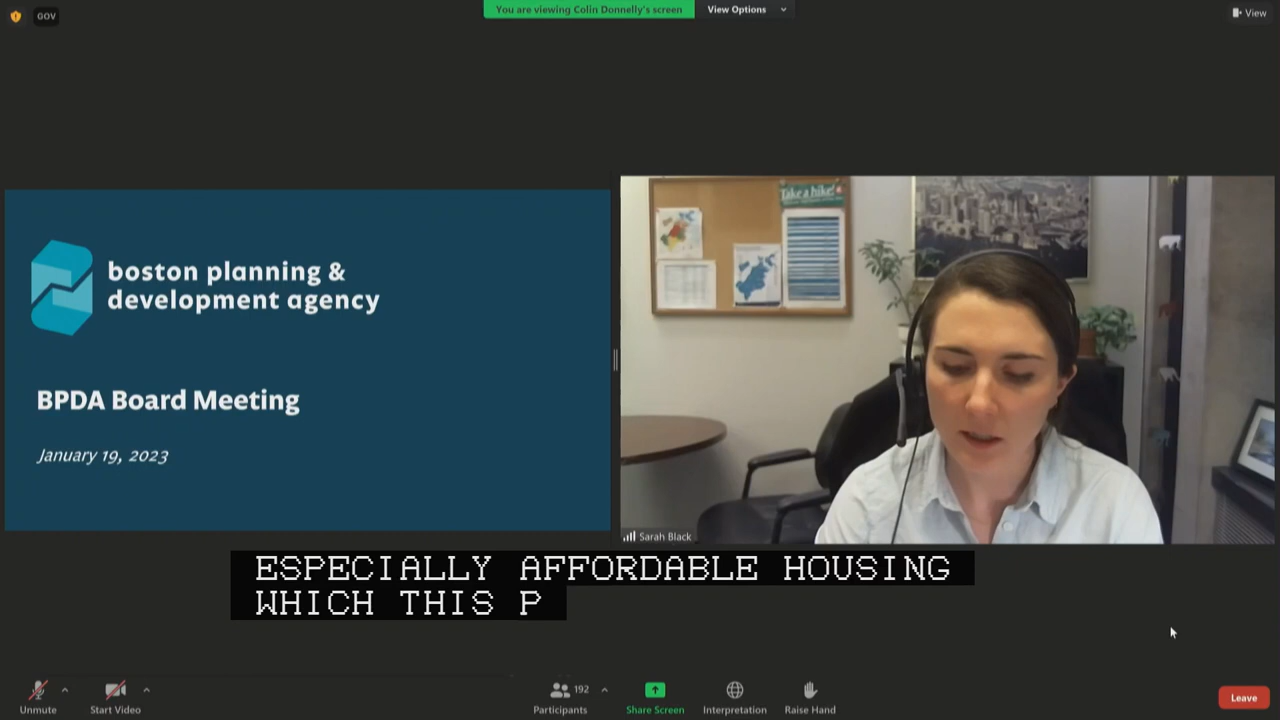 GOV
You are viewing Colin Donnelly's screen
View Options
View
boston planning &
development agency
BPDA Board Meeting
January 19, 2023
Take a hike!
Sarah Black
ESPECIALLY AFFORDABLE HOUSING
WHICH THIS P
Unmute
Start Video
192
Participants
Share Screen
Interpretation
Raise Hand
Leave